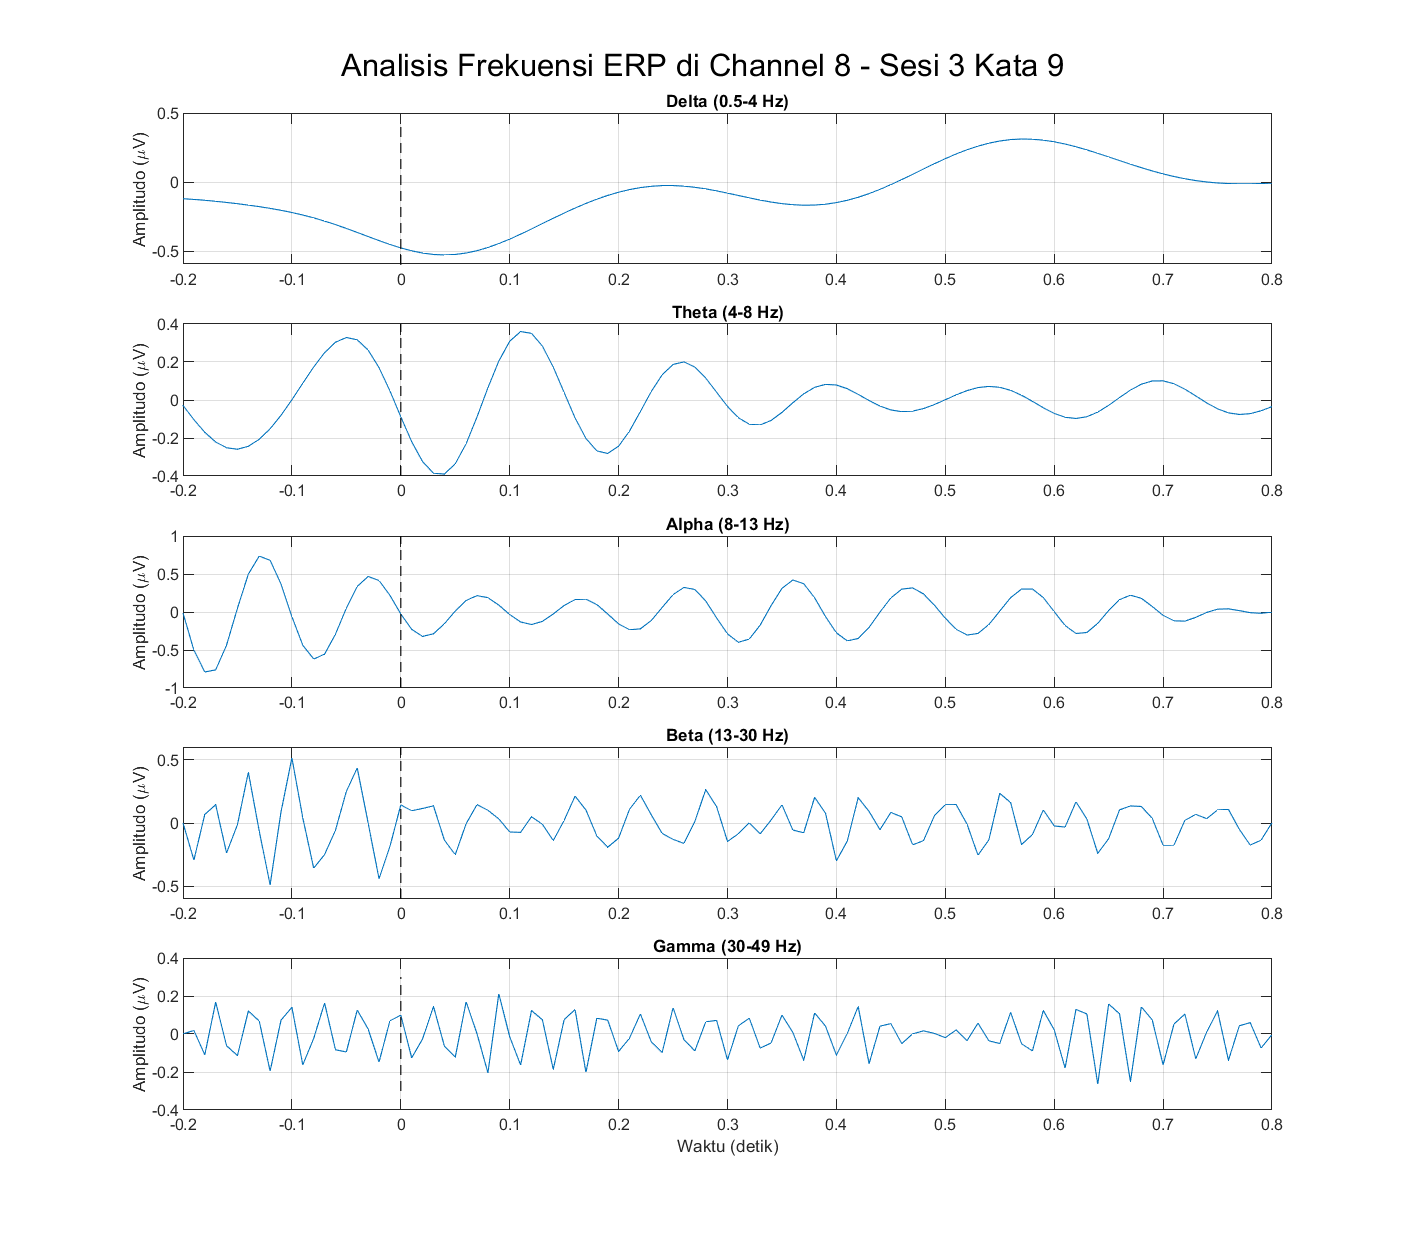 Analisis Frekuensi ERP di Channel 8 - Sesi 3 Kata 9
Delta (0.5-4 Hz)
Amplitudo (μV)
0.5
0
-0.5
-0.2 -0.1 0 0.1 0.2 0.3 0.4 0.5 0.6 0.7 0.8
Theta (4-8 Hz)
Amplitudo (μV)
0.4
0.2
0
-0.2
-0.4
-0.2 -0.1 0 0.1 0.2 0.3 0.4 0.5 0.6 0.7 0.8
Alpha (8-13 Hz)
Amplitudo (μV)
1
0.5
0
-0.5
-1
-0.2 -0.1 0 0.1 0.2 0.3 0.4 0.5 0.6 0.7 0.8
Beta (13-30 Hz)
Amplitudo (μV)
0.5
0
-0.5
-0.2 -0.1 0 0.1 0.2 0.3 0.4 0.5 0.6 0.7 0.8
Gamma (30-49 Hz)
Amplitudo (μV)
0.4
0.2
0
-0.2
-0.4
-0.2 -0.1 0 0.1 0.2 0.3 0.4 0.5 0.6 0.7 0.8
Waktu (detik)